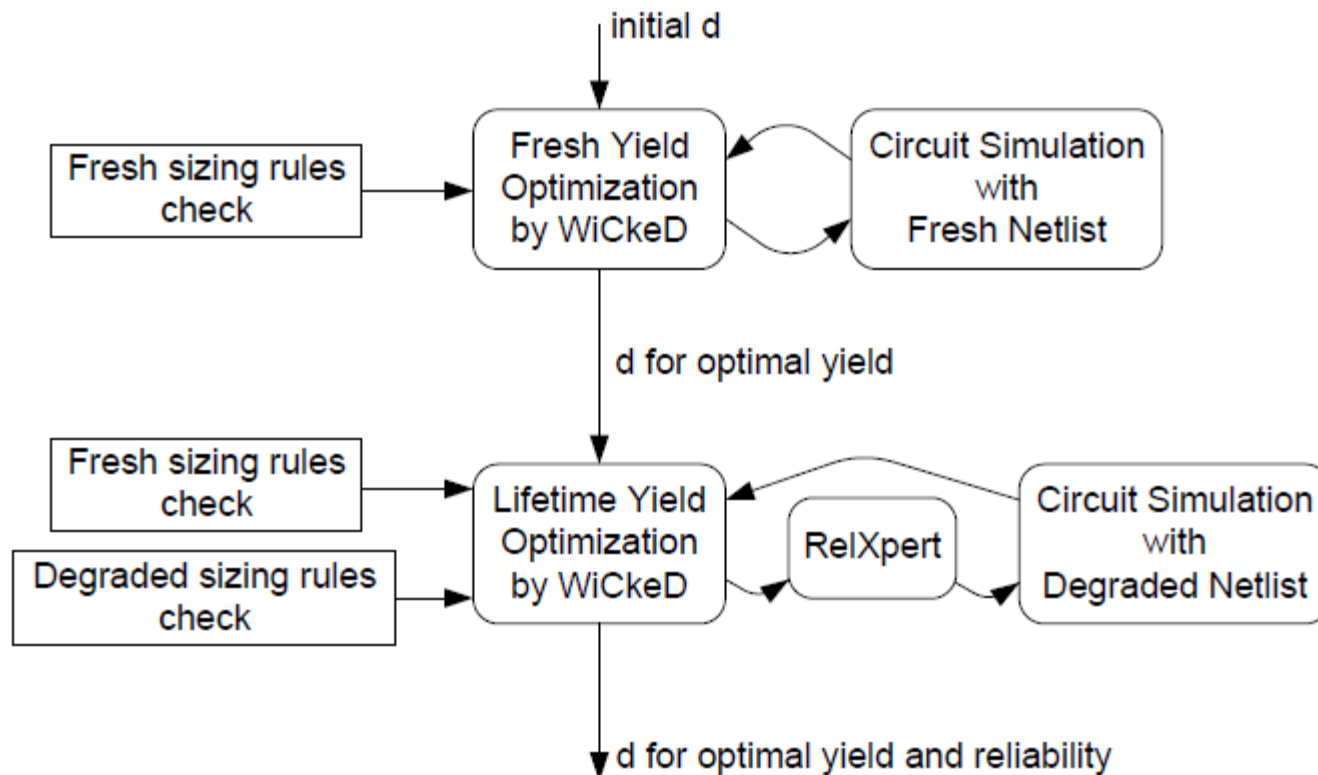 initial d
Fresh sizing rules
check
Fresh Yield
Optimization
by WiCkeD
Circuit Simulation
with
Fresh Netlist
d for optimal yield
Fresh sizing rules
check
Degraded sizing rules
check
Lifetime Yield
Optimization
by WiCkeD
RelXpert
Circuit Simulation
with
Degraded Netlist
d for optimal yield and reliability